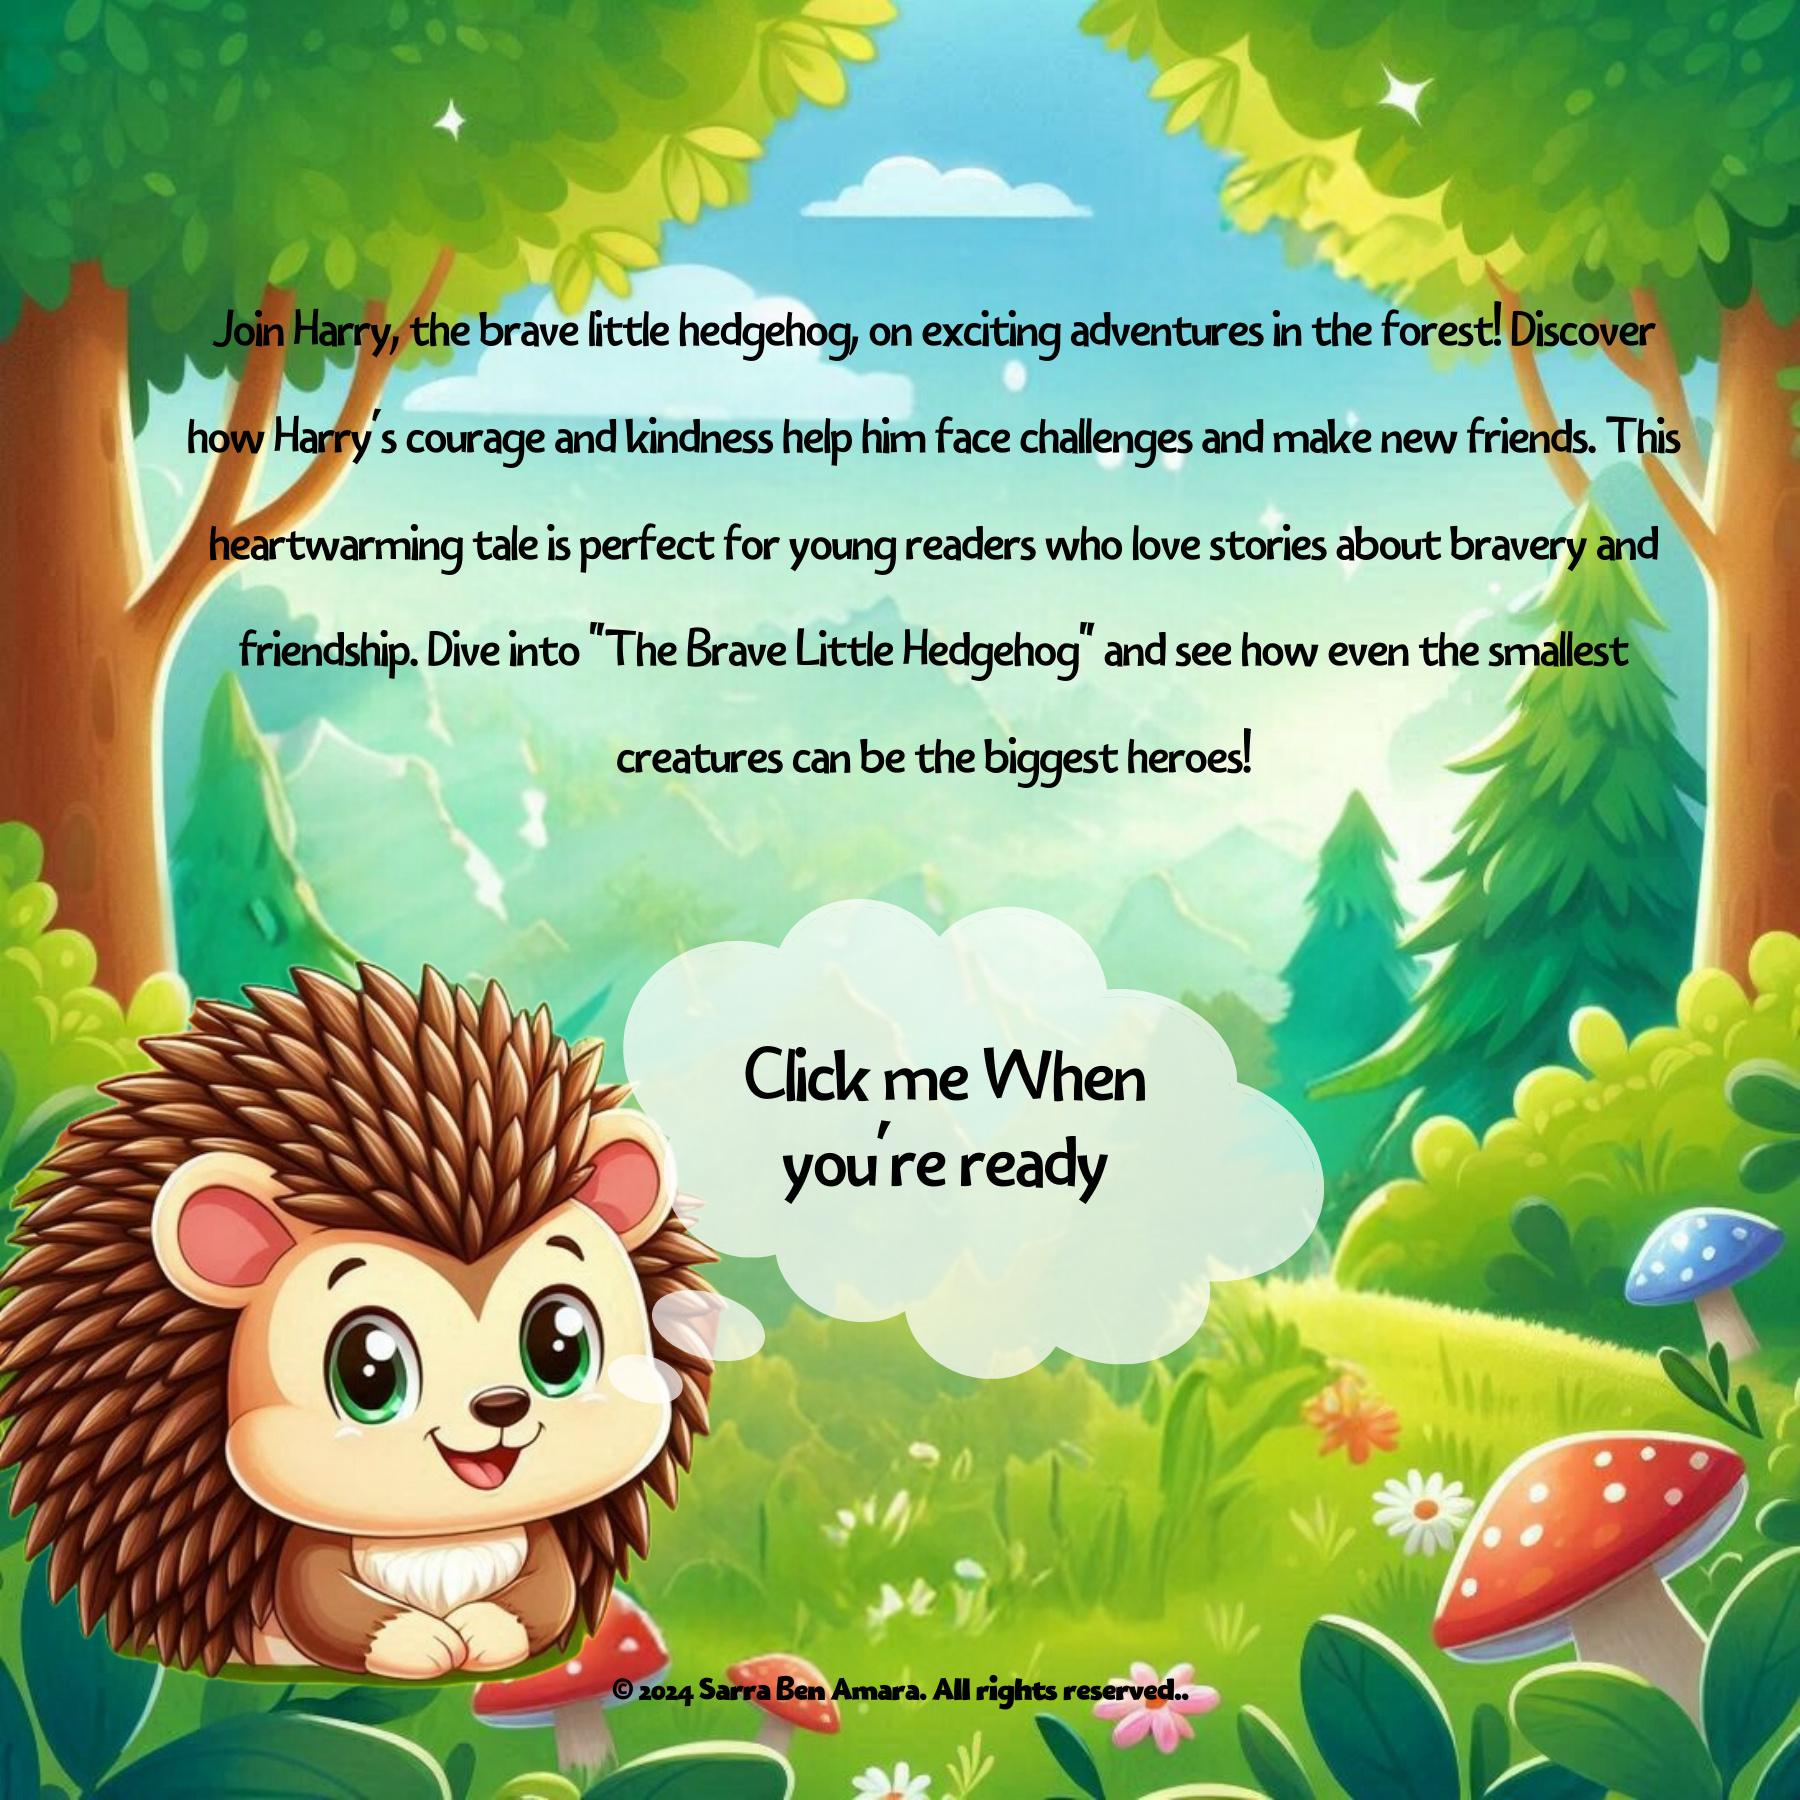 Join Harry, the brave little hedgehog, on exciting adventures in the forest! Discover
how Harry's courage and kindness help him face challenges and make new friends. This
heartwarming tale is perfect for young readers who love stories about bravery and
friendship. Dive into "The Brave Little Hedgehog" and see how even the smallest
creatures can be the biggest heroes!
Click me When
you're ready
© 2024 Sarra Ben Amara. All rights reserved..